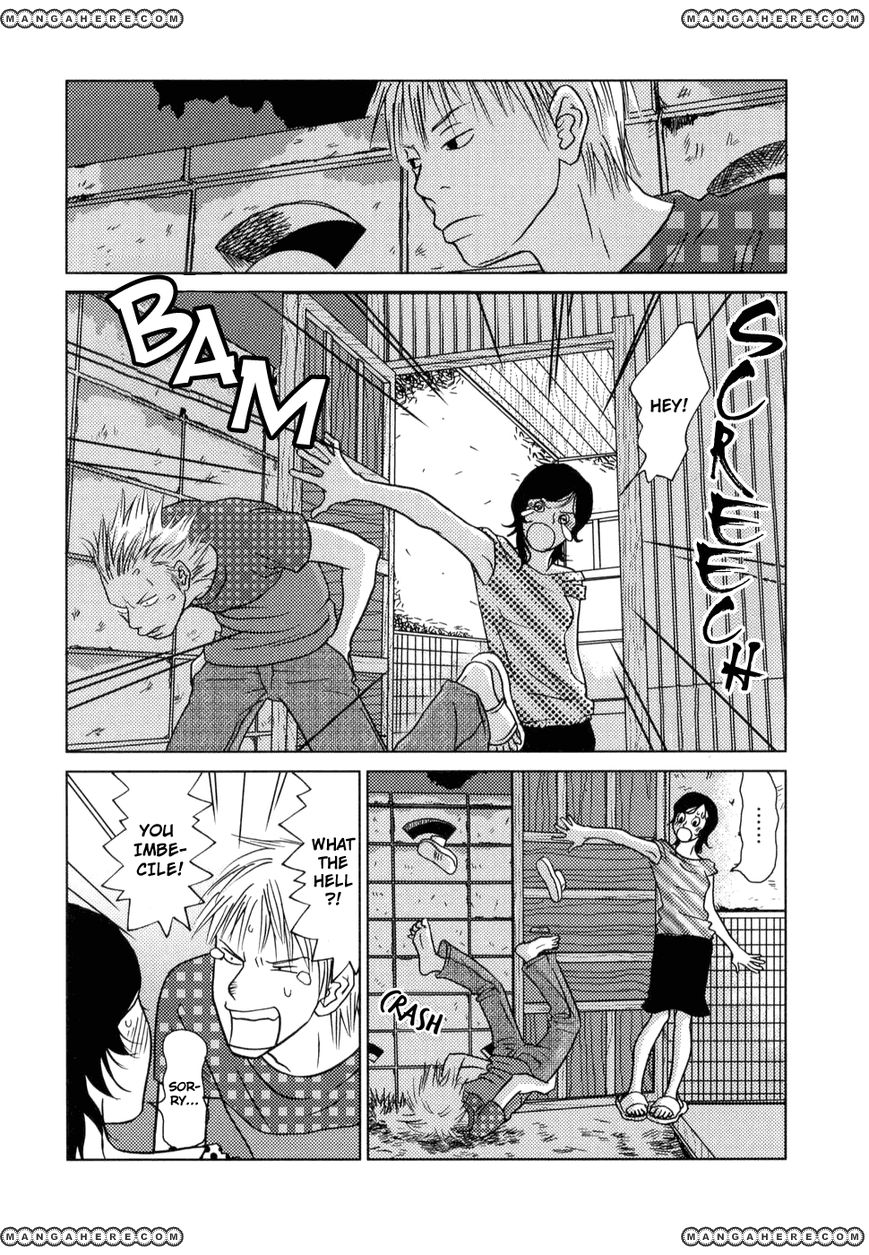 MANGAHERE.COM
MANGAHERE.COM
SCREECH
HEY!
BAM
......
CRASH
WHAT
THE
HELL
?!
YOU
IMBE-
CILE!
SOR-
RY...
MANGAHERE.COM
MANGAHERE.COM